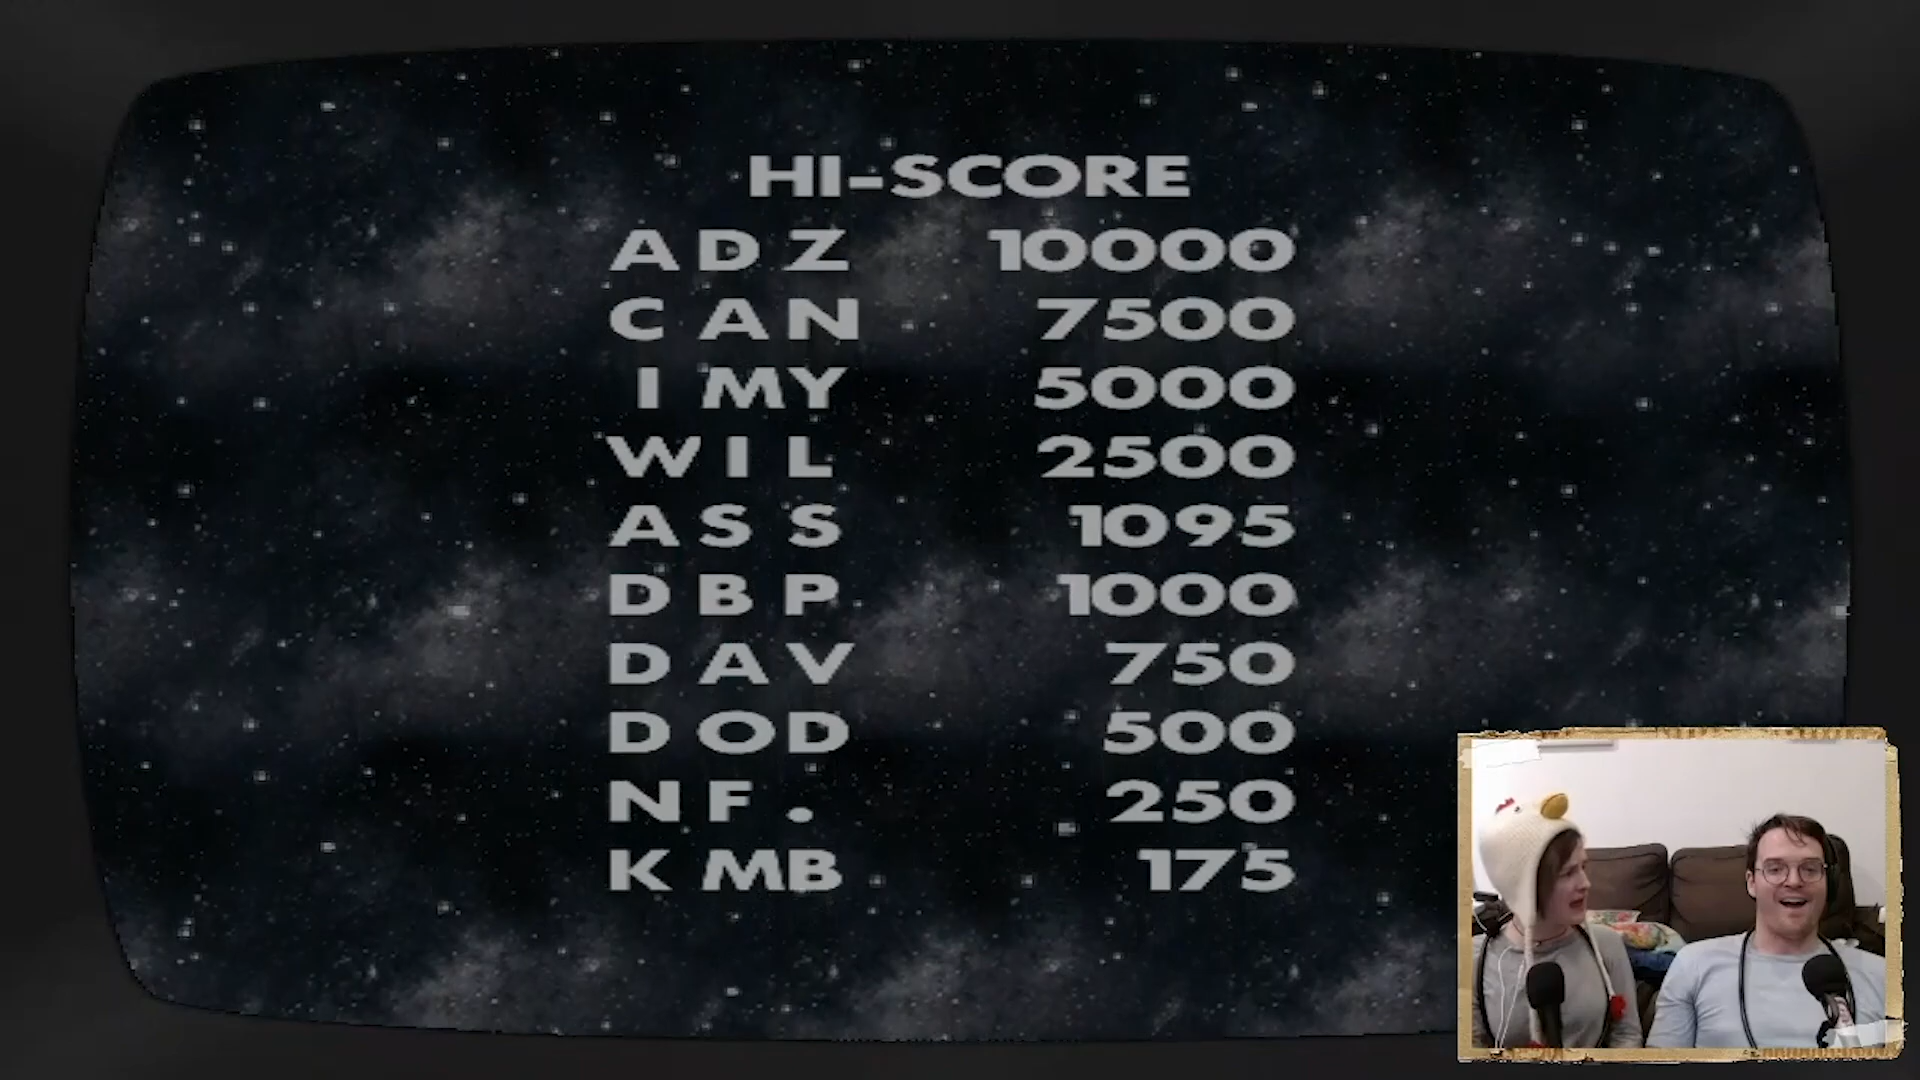 HI-SCORE
ADZ 10000
CAN 7500
IMY 5000
WIL 2500
ASS 1095
DBP 1000
DAV 750
DOD 500
NF. 250
KMB 175